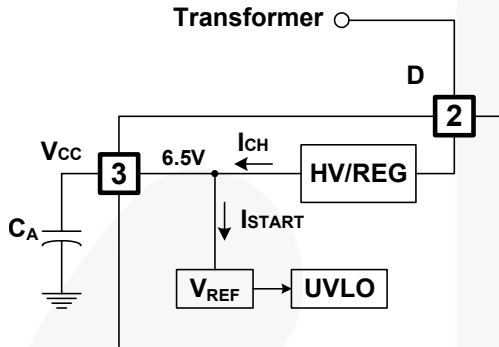 Transformer
D
2
VCC
3
6.5V
ICH
HV/REG
CA
ISTART
VREF
UVLO